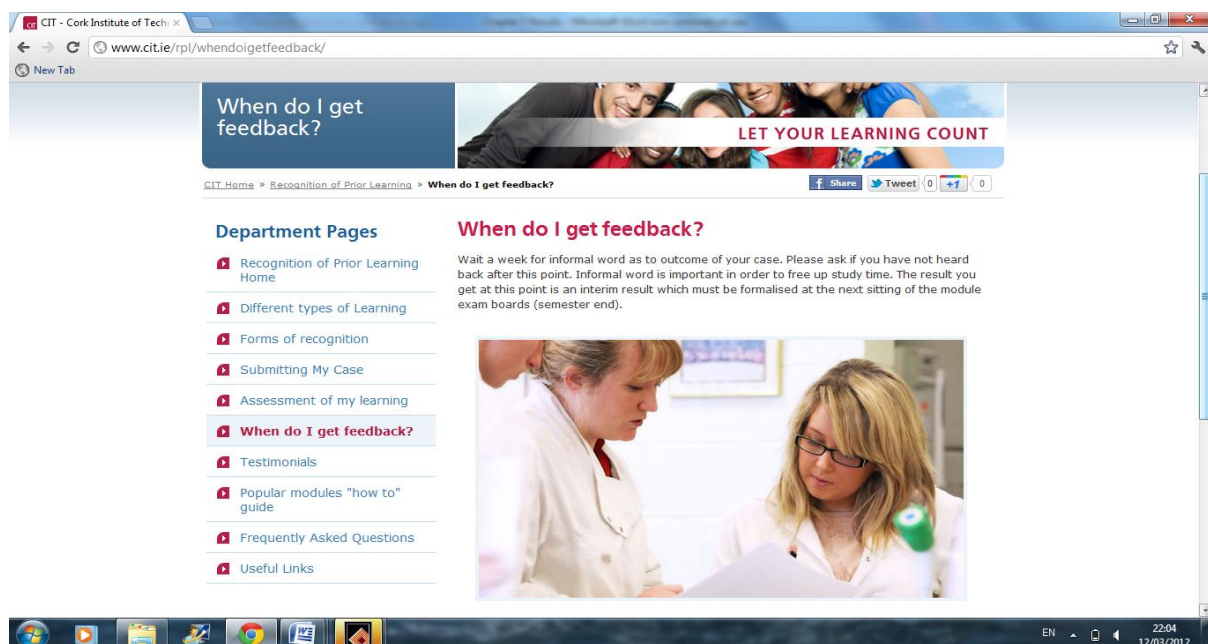 CIT - Cork Institute of Techn
www.cit.ie/rpl/whendoigetfeedback/
New Tab
When do I get
feedback?
LET YOUR LEARNING COUNT
CIT Home » Recognition of Prior Learning » When do I get feedback?
Share Tweet 0 +1 0
Department Pages
Recognition of Prior Learning
Home
Different types of Learning
Forms of recognition
Submitting My Case
Assessment of my learning
When do I get feedback?
Testimonials
Popular modules "how to"
guide
Frequently Asked Questions
Useful Links
When do I get feedback?
Wait a week for informal word as to outcome of your case. Please ask if you have not heard
back after this point. Informal word is important in order to free up study time. The result you
get at this point is an interim result which must be formalised at the next sitting of the module
exam boards (semester end).
EN
22:04
12/03/2012